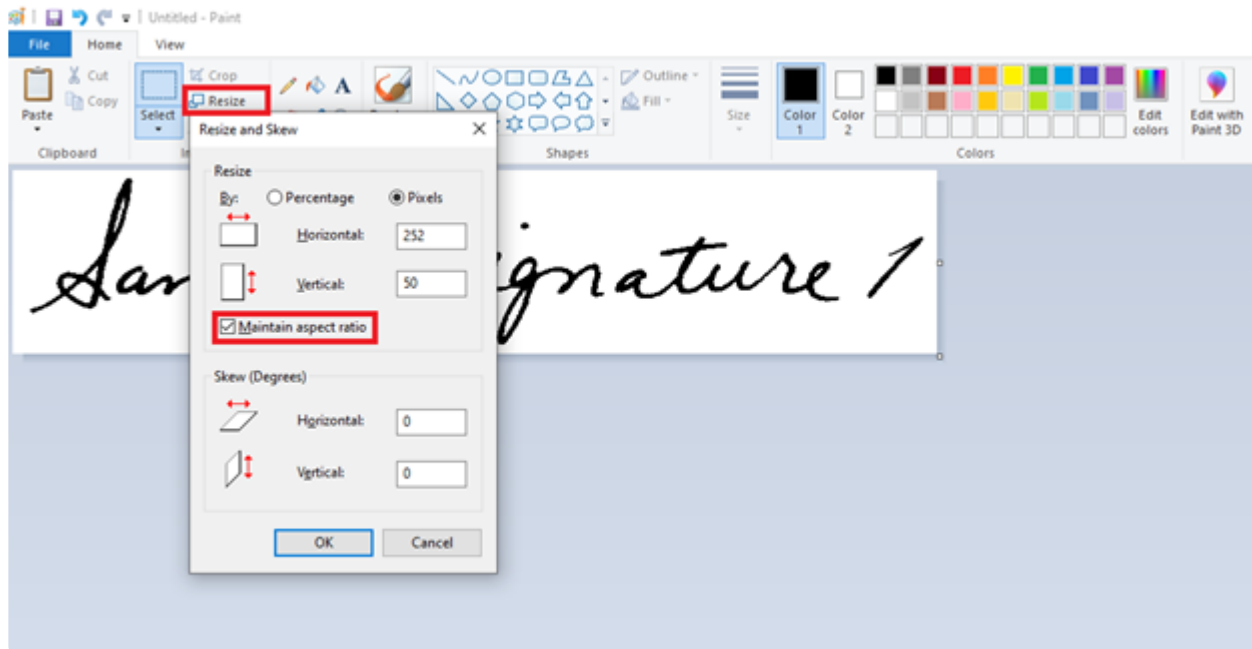 Untitled - Paint
File Home View
Cut
Copy
Paste
Clipboard
Select
Crop
Resize
A
Outline
Fill
Shapes
Size
Color 1
Color 2
Edit colors
Edit with Paint 3D
Colors
Resize and Skew
Resize
By: Percentage Pixels
Horizontal: 252
Vertical: 50
Maintain aspect ratio
Skew (Degrees)
Horizontal: 0
Vertical: 0
OK Cancel
1